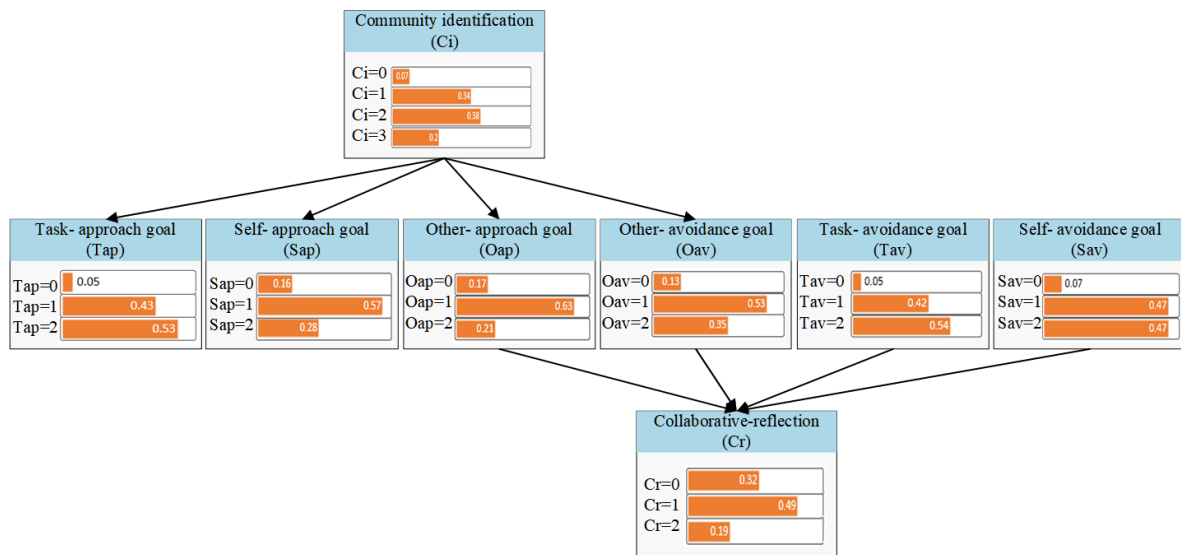 Community identification
(Ci)
Ci=0 0.07
Ci=1 0.34
Ci=2 0.38
Ci=3 0.2
Task- approach goal
(Tap)
Tap=0 0.05
Tap=1 0.43
Tap=2 0.53
Self- approach goal
(Sap)
Sap=0 0.16
Sap=1 0.57
Sap=2 0.28
Other- approach goal
(Oap)
Oap=0 0.17
Oap=1 0.63
Oap=2 0.21
Other- avoidance goal
(Oav)
Oav=0 0.13
Oav=1 0.53
Oav=2 0.35
Task- avoidance goal
(Tav)
Tav=0 0.05
Tav=1 0.42
Tav=2 0.54
Self- avoidance goal
(Sav)
Sav=0 0.07
Sav=1 0.47
Sav=2 0.47
Collaborative-reflection
(Cr)
Cr=0 0.32
Cr=1 0.49
Cr=2 0.19